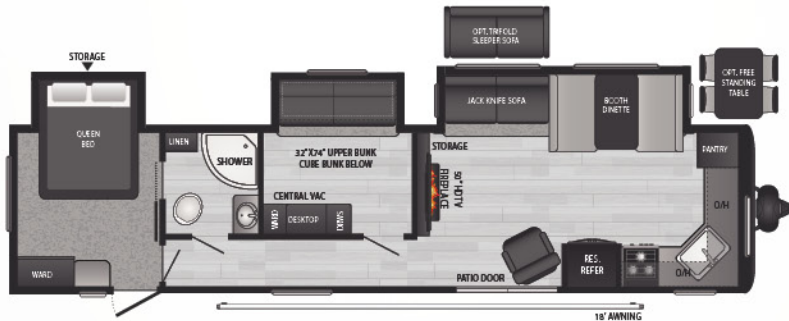 OPT. TRIFOLD
SLEEPER SOFA
STORAGE
OPT. FREE
STANDING
TABLE
JACK KNIFE SOFA
BOOTH
DINETTE
QUEEN
BED
LINEN
SHOWER
32"X74" UPPER BUNK
CUBE BUNK BELOW
STORAGE
PANTRY
50" HDTV
FIREPLACE
CENTRAL VAC
WARD
DESKTOP
DWS
O/H
WARD
PATIO DOOR
RES.
REFER
O/H
18' AWNING